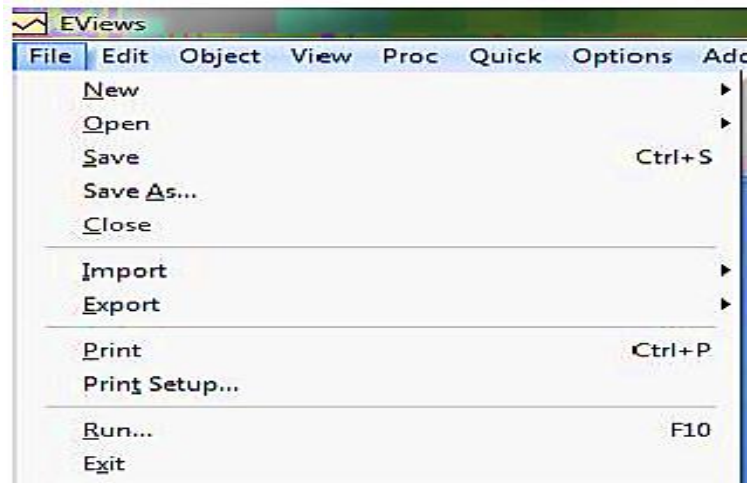 EViews
File Edit Object View Proc Quick Options Add
New
Open
Save Ctrl+S
Save As...
Close
Import
Export
Print Ctrl+P
Print Setup...
Run... F10
Exit